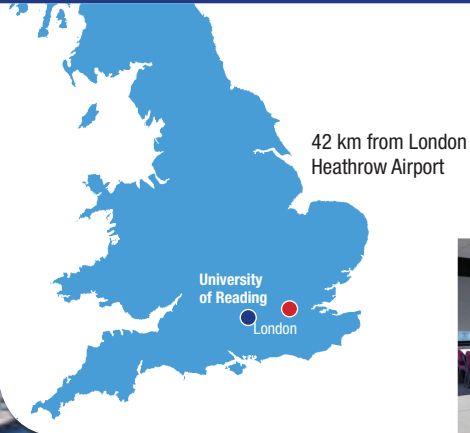 42 km from London
Heathrow Airport
University
of Reading
London